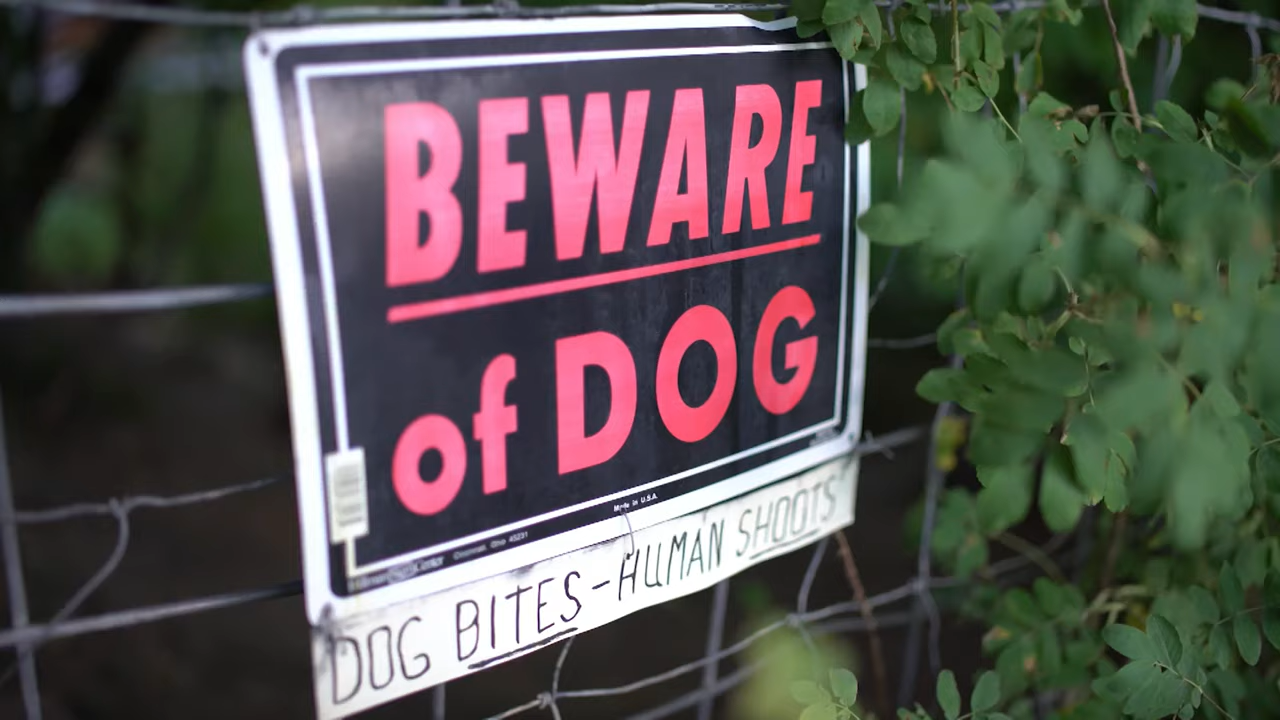 BEWARE
of DOG
Made in U.S.A.
Cincinnati, Ohio 45231
DOG BITES-HUMAN SHOOTS